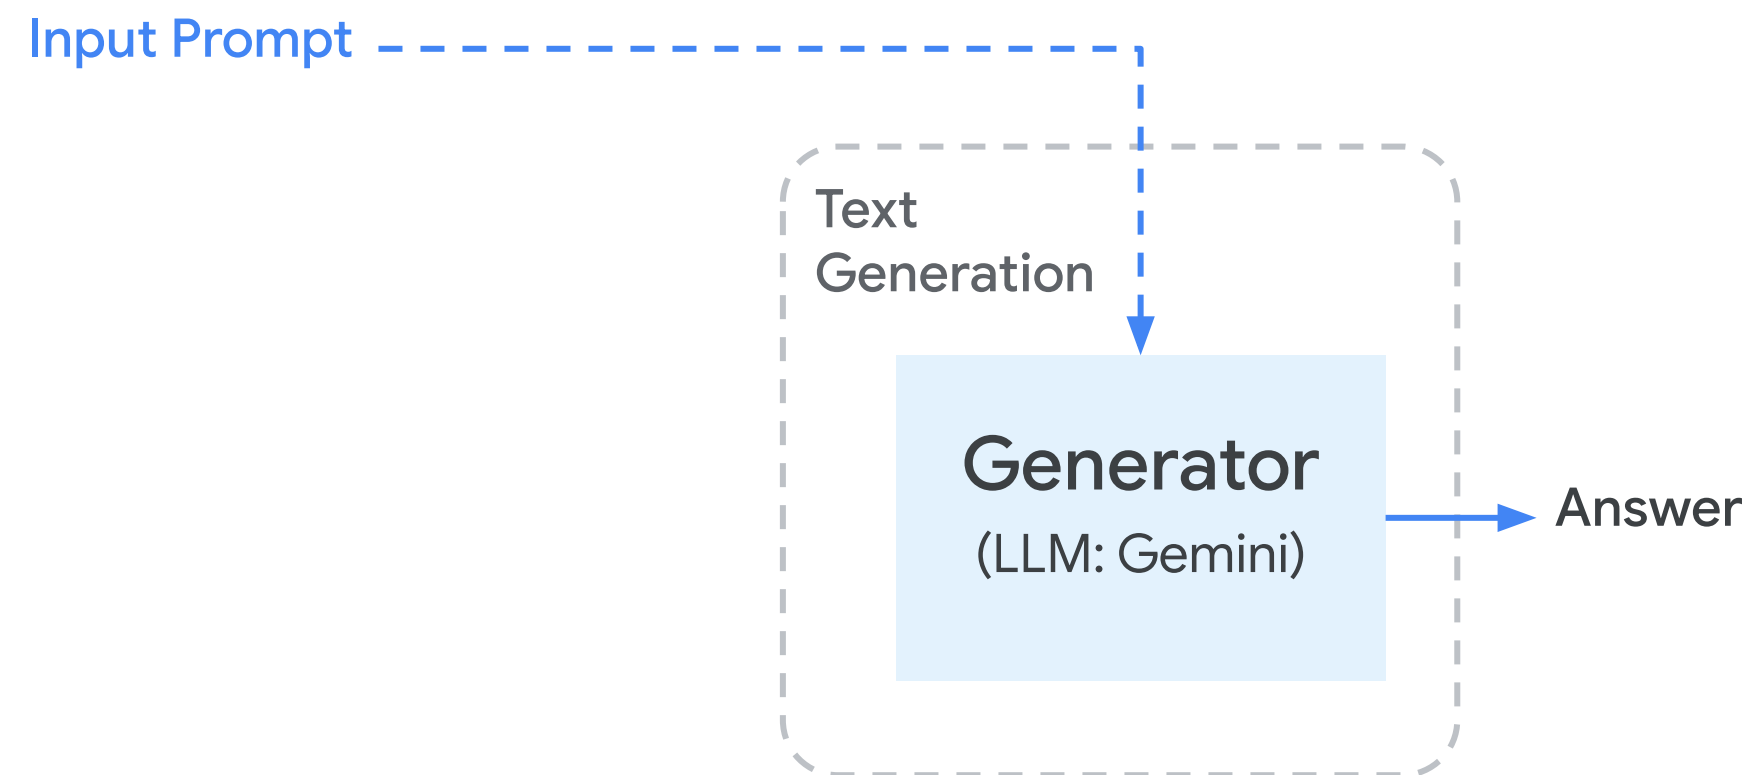 Input Prompt
Text
Generation
Generator
(LLM: Gemini)
Answer